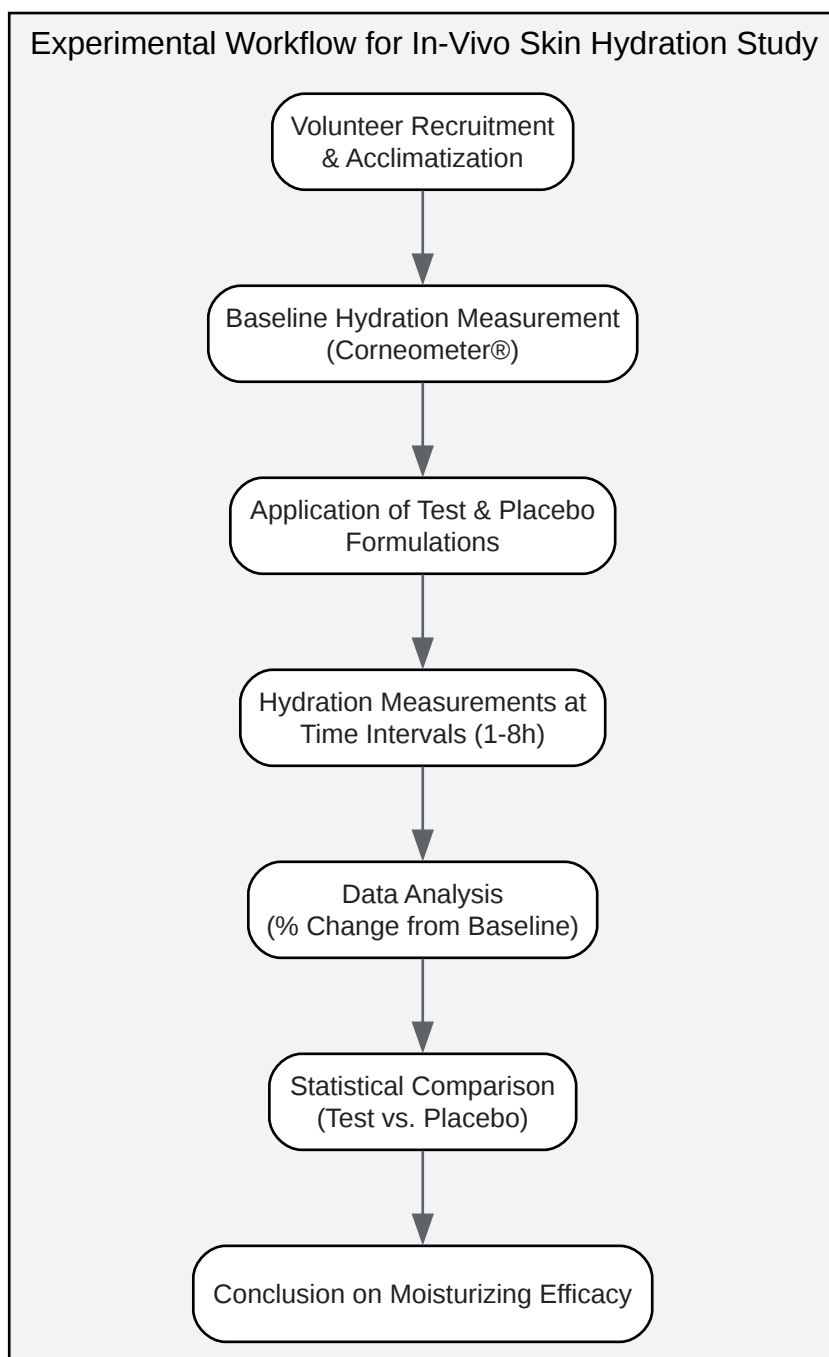 Experimental Workflow for In-Vivo Skin Hydration Study
Volunteer Recruitment
& Acclimatization
Baseline Hydration Measurement
(Corneometer®)
Application of Test & Placebo
Formulations
Hydration Measurements at
Time Intervals (1-8h)
Data Analysis
(% Change from Baseline)
Statistical Comparison
(Test vs. Placebo)
Conclusion on Moisturizing Efficacy